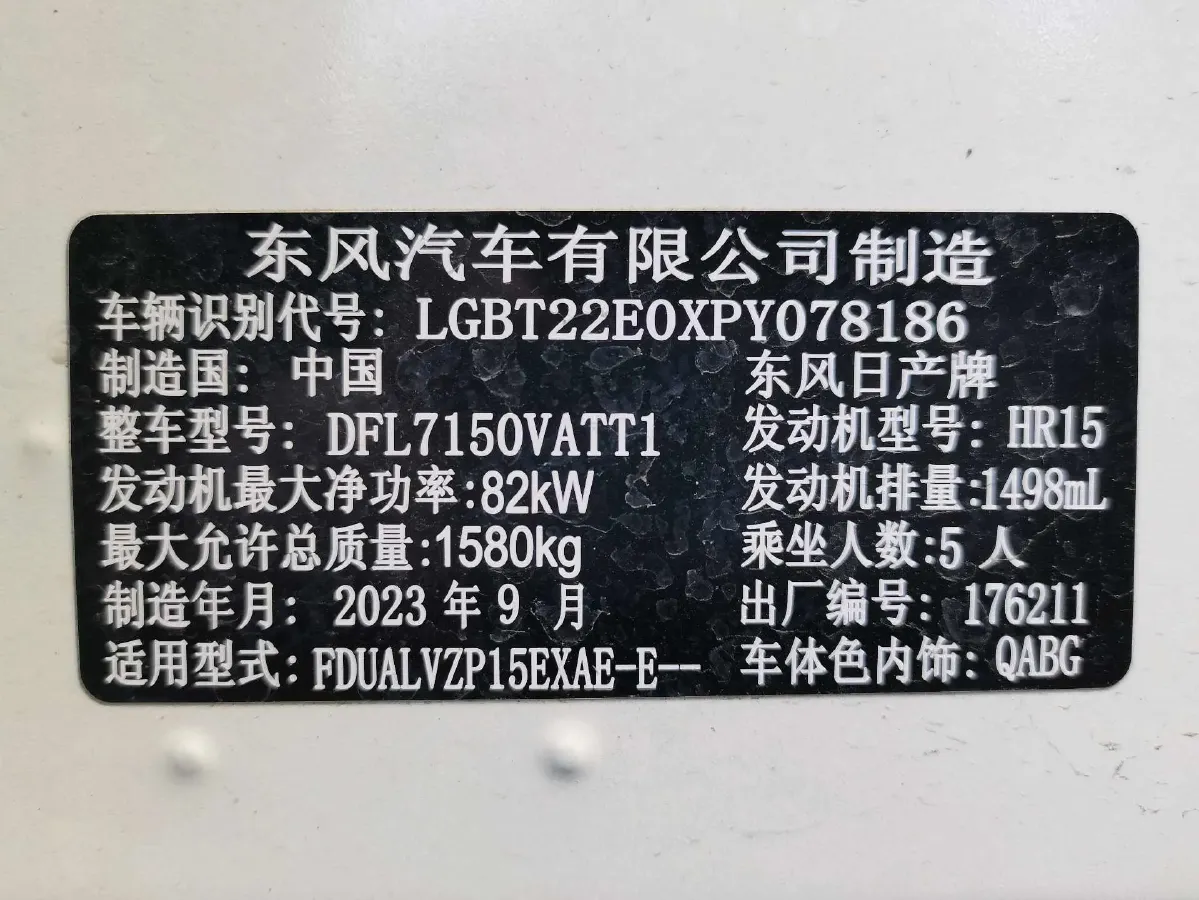 东风汽车有限公司制造
车辆识别代号: LGBT22E0XPY078186
制造国: 中国 东风日产牌
整车型号: DFL7150VATT1 发动机型号: HR15
发动机最大净功率:82kW 发动机排量:1498mL
最大允许总质量:1580kg 乘坐人数:5 人
制造年月: 2023 年 9 月 出厂编号: 176211
适用型式: FDUALVZP15EXAE-E-- 车体色内饰: QABG